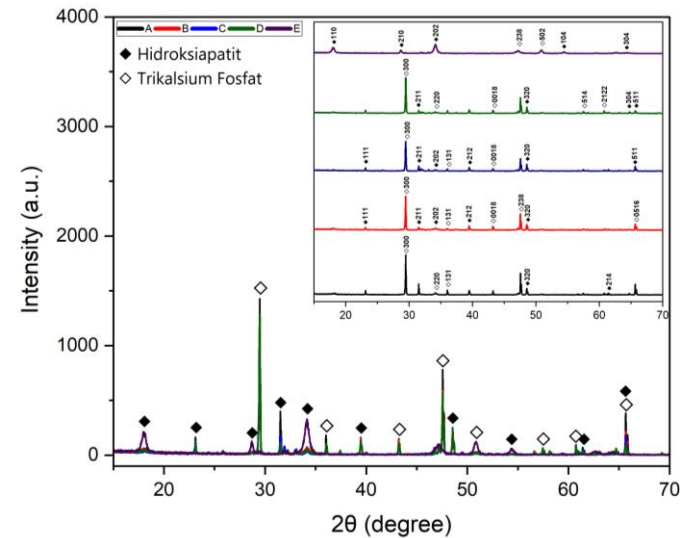 4000
3000
2000
1000
0
Intensity (a.u.)
A B C D E
◆ Hidroksiapatit
◇ Trikalsium Fosfat
◆110 ◆210 ◆202 ◇238 ◇502 ◆104 ◆304
◇300 ◆211 ◇220 ◇0018 ◆320 ◇514 ◇2122 ◆304 ◆511
◆111 ◇300 ◆211 ◆202 ◇131 ◆212 ◇0018 ◆320 ◆511
◆111 ◇300 ◆211 ◆202 ◇131 ◆212 ◇0018 ◇238 ◆320 ◇0516
◇300 ◇220 ◇131 ◆320 ◆214
20 30 40 50 60 70
20 30 40 50 60 70
2θ (degree)